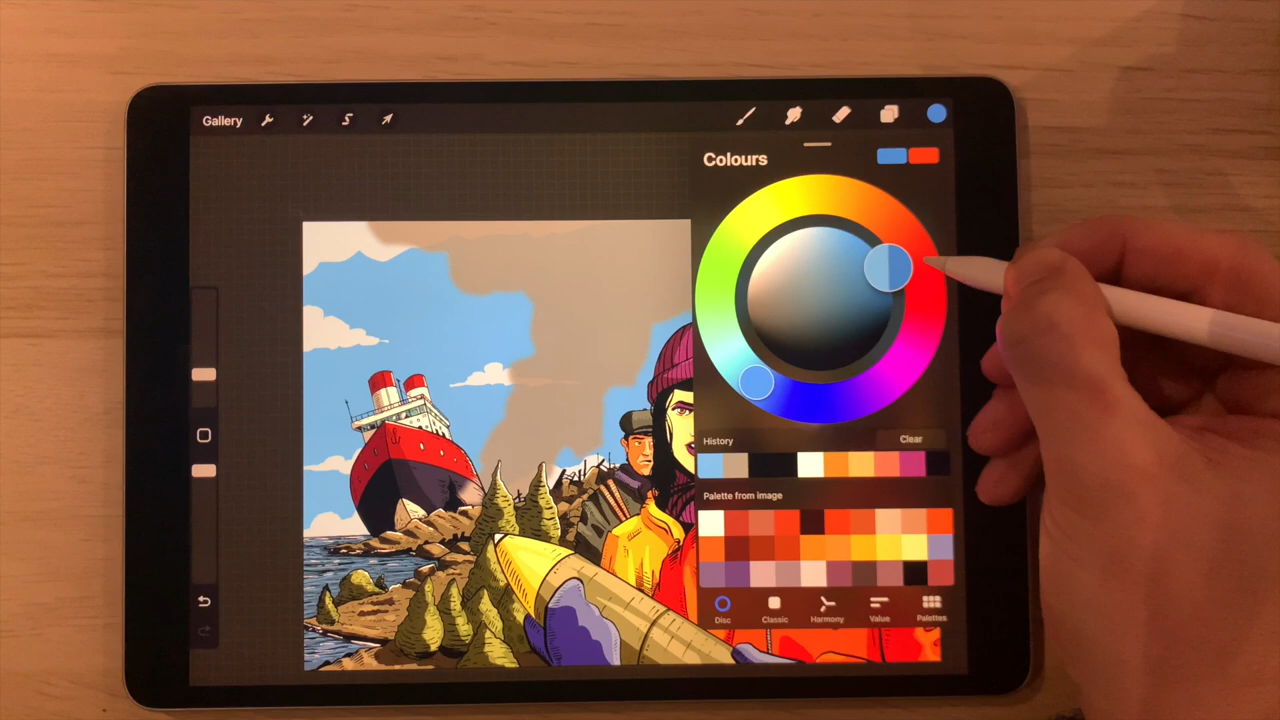 Gallery
Colours
History
Clear
Palette from image
Disc
Classic
Harmony
Value
Palettes